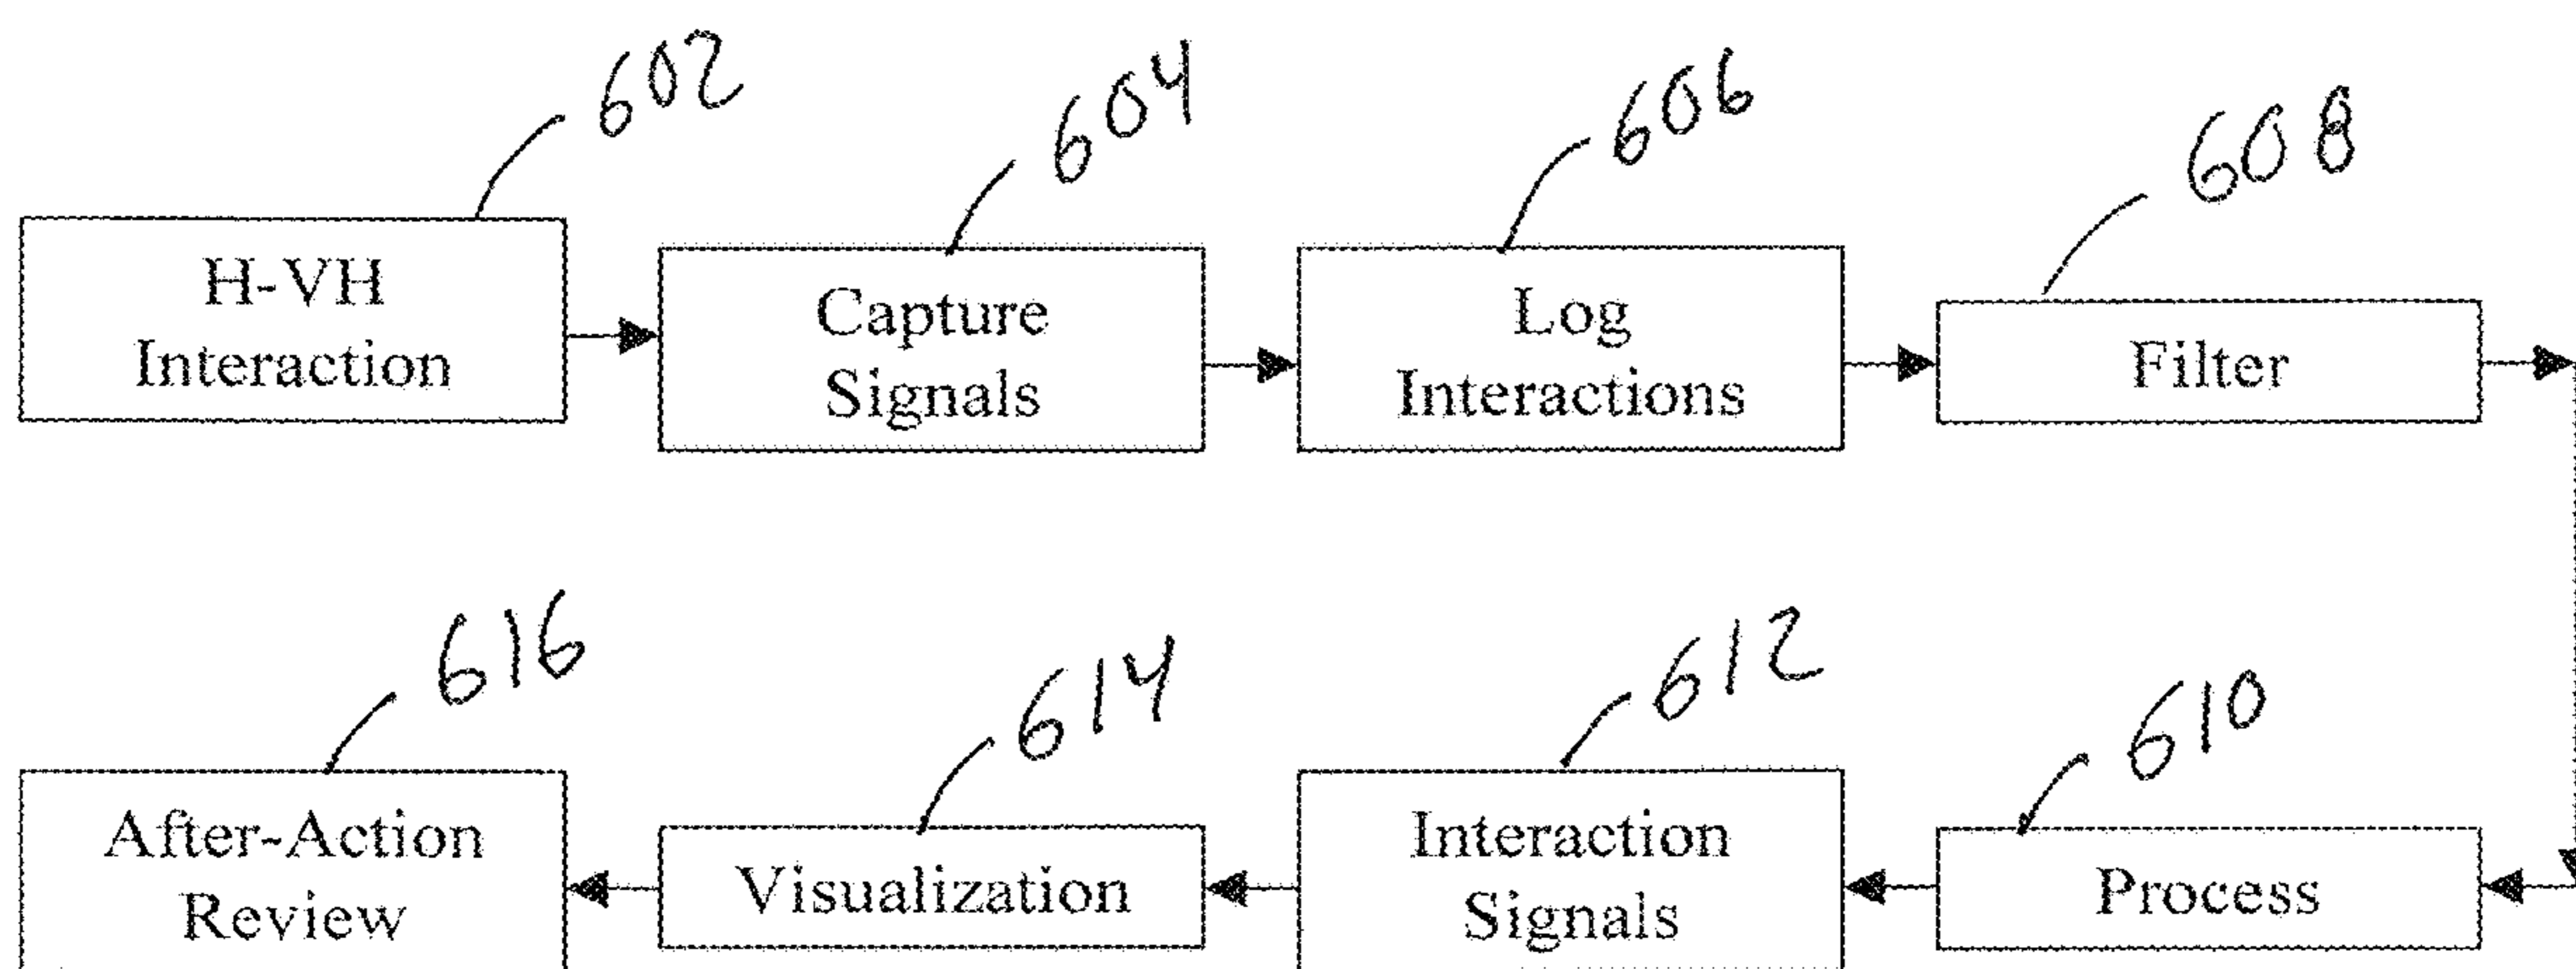 602
604
606
608
H-VH
Interaction
Capture
Signals
Log
Interactions
Filter
616
614
612
610
After-Action
Review
Visualization
Interaction
Signals
Process